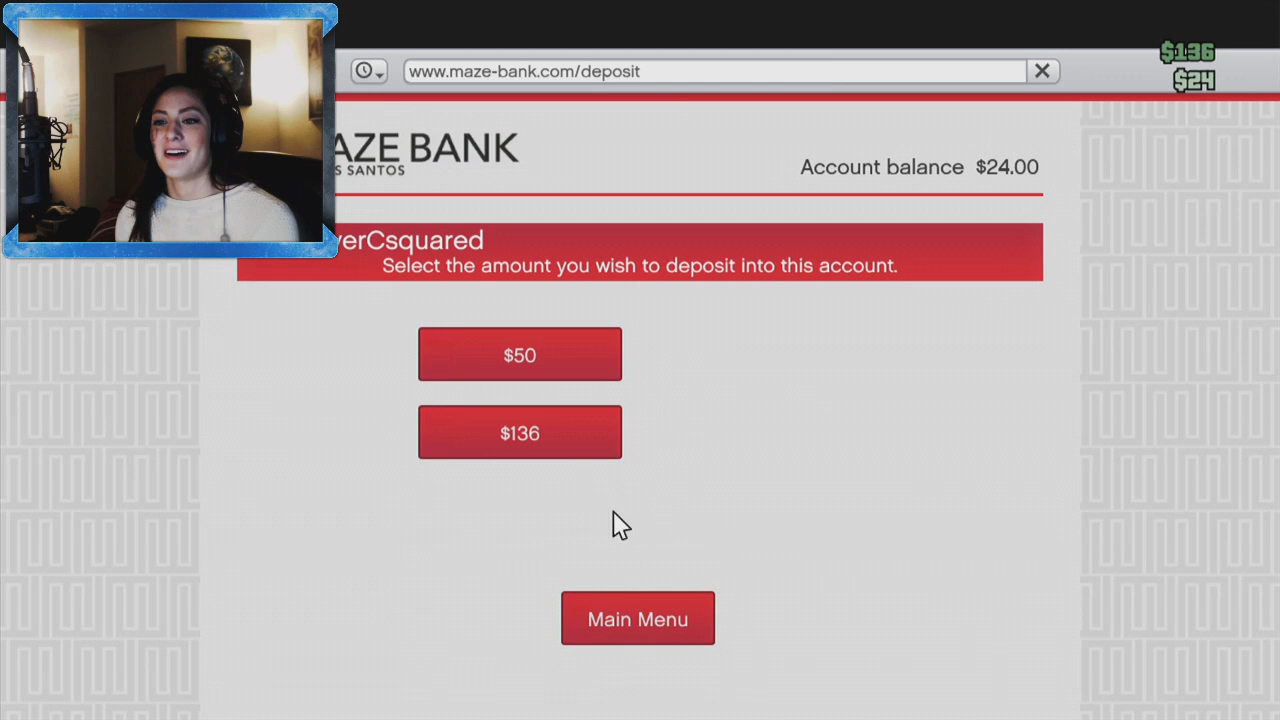 www.maze-bank.com/deposit
$136
$24
AZE BANK
S SANTOS
Account balance $24.00
verCsquared
Select the amount you wish to deposit into this account.
$50
$136
Main Menu